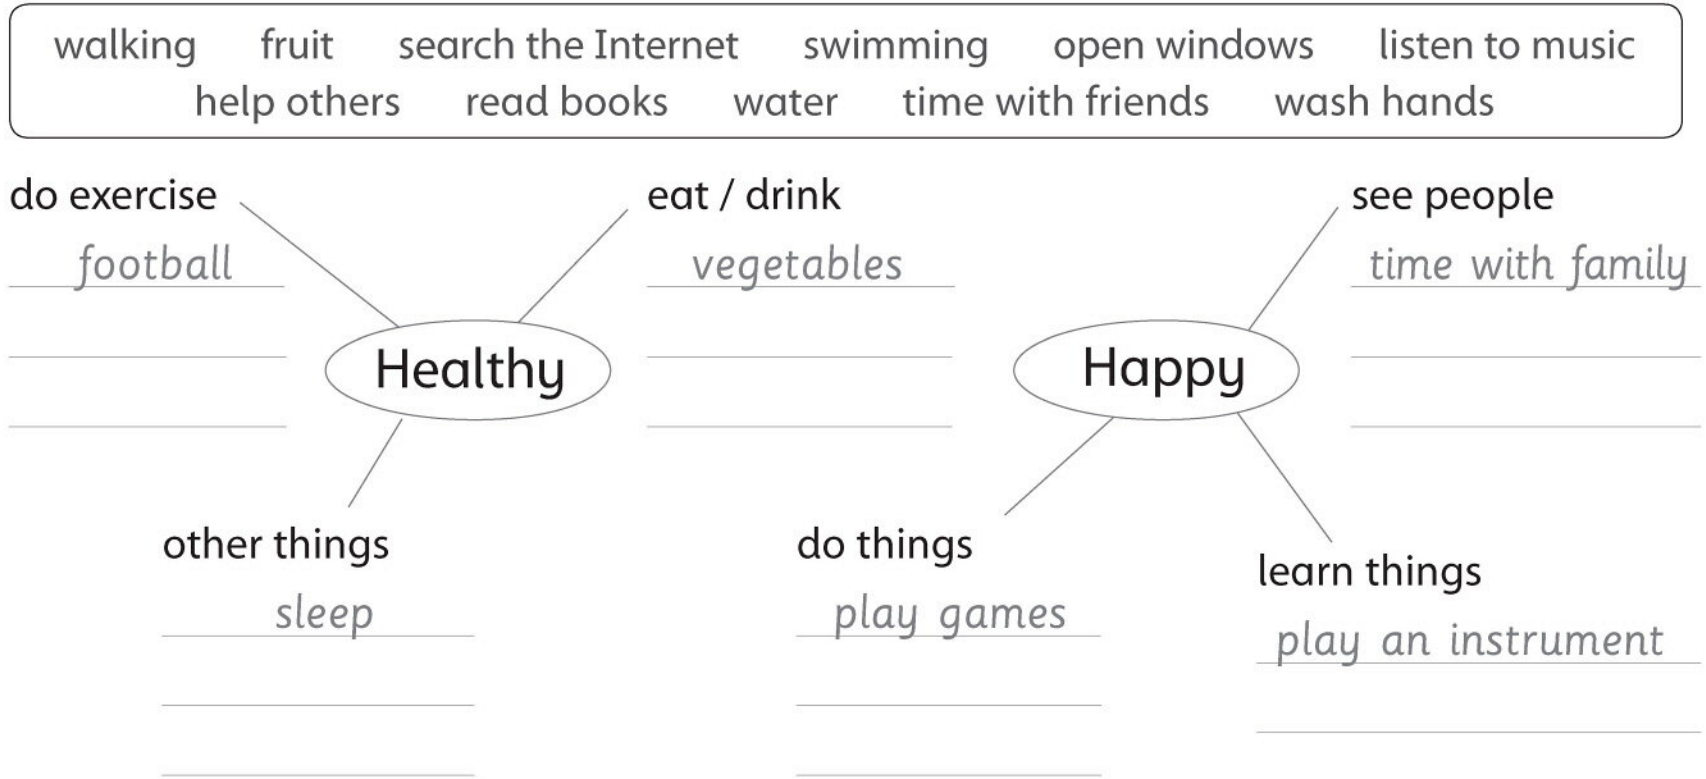 walking fruit search the Internet swimming open windows listen to music
help others read books water time with friends wash hands
do exercise
football
eat / drink
vegetables
see people
time with family
Healthy
Happy
other things
sleep
do things
play games
learn things
play an instrument